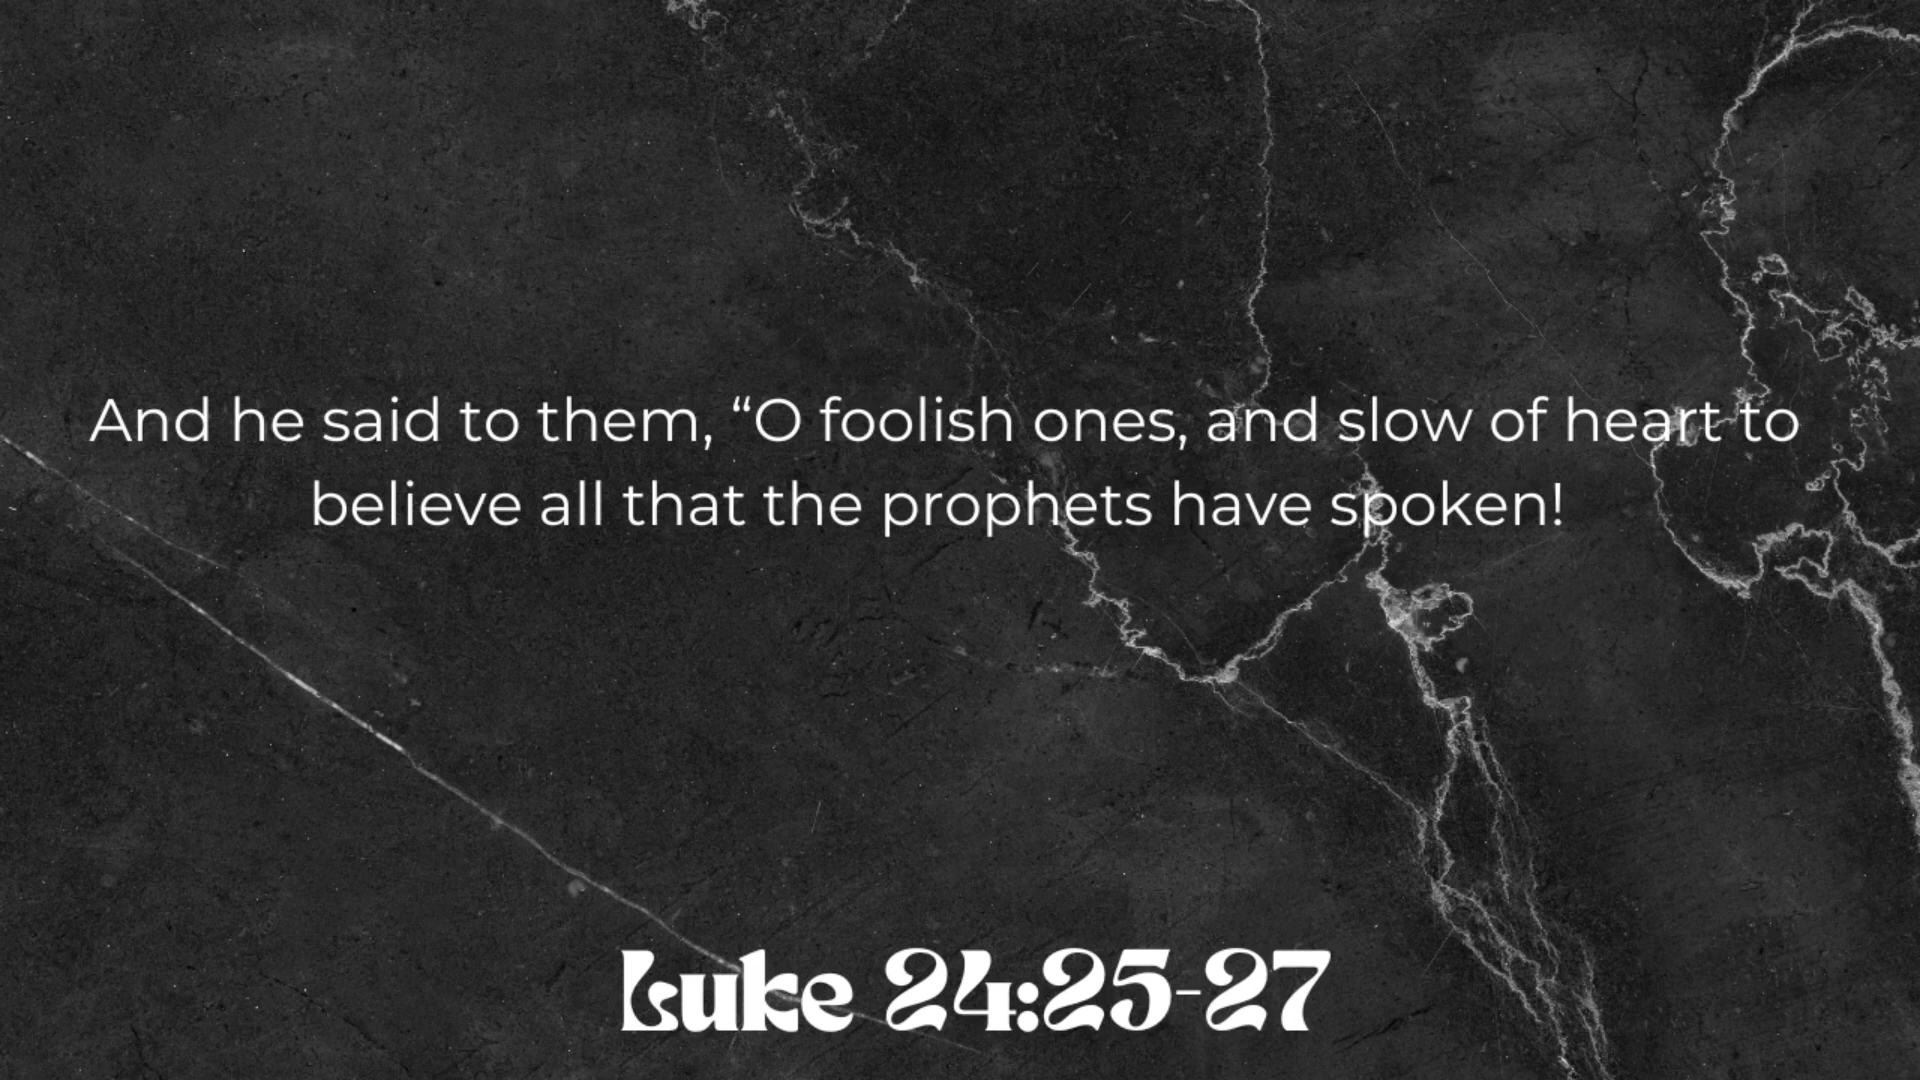 And he said to them, “O foolish ones, and slow of heart to
believe all that the prophets have spoken!
Luke 24:25-27